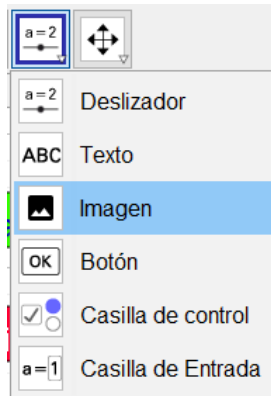 a=2
a=2 Deslizador
ABC Texto
Imagen
OK Botón
Casilla de control
a=1 Casilla de Entrada